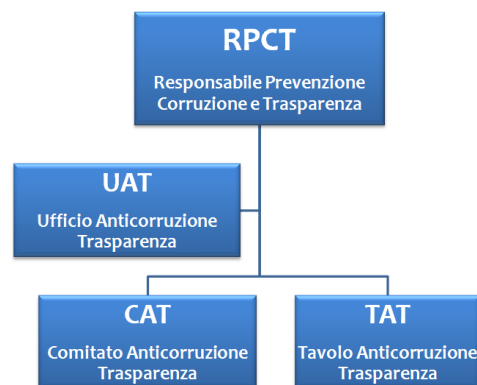 RPCT
Responsabile Prevenzione
Corruzione e Trasparenza
UAT
Ufficio Anticorruzione
Trasparenza
CAT
Comitato Anticorruzione
Trasparenza
TAT
Tavolo Anticorruzione
Trasparenza